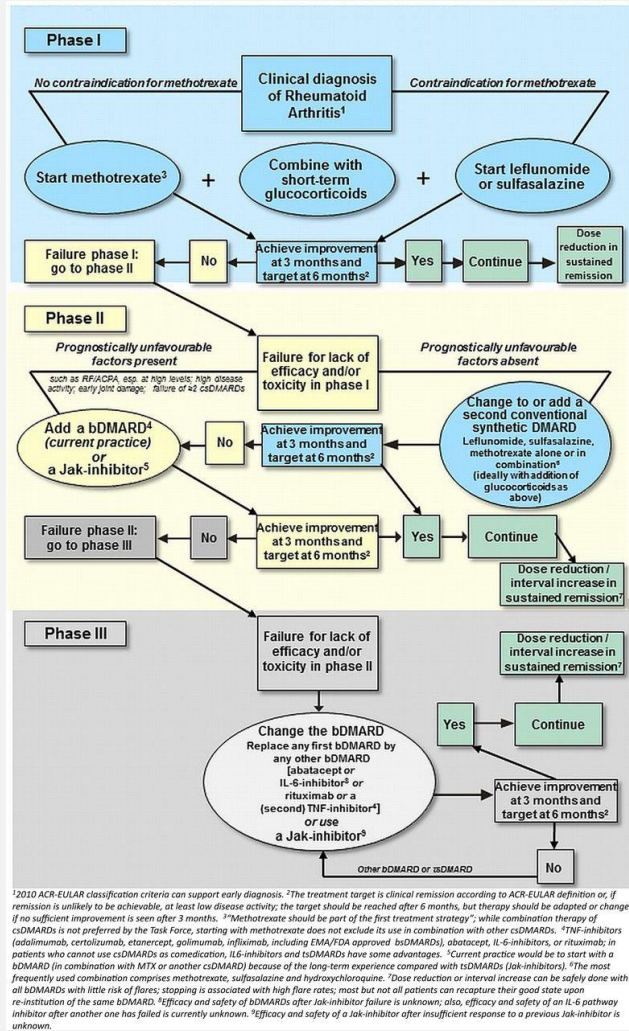 Phase I
No contraindication for methotrexate
Clinical diagnosis
of Rheumatoid
Arthritis¹
Contraindication for methotrexate
Start methotrexate³
+
Combine with
short-term
glucocorticoids
+
Start leflunomide
or sulfasalazine
Failure phase I:
go to phase II
No
Achieve improvement
at 3 months and
target at 6 months²
Yes
Continue
Dose
reduction in
sustained
remission
Phase II
Prognostically unfavourable
factors present
such as RF/ACPA, esp. at high levels; high disease
activity; early joint damage; failure of ≥2 csDMARDs
Failure for lack of
efficacy and/or
toxicity in phase I
Prognostically unfavourable
factors absent
Add a bDMARD⁴
(current practice)
or
a Jak-inhibitor⁵
No
Achieve improvement
at 3 months and
target at 6 months²
Change to or add a
second conventional
synthetic DMARD
Leflunomide, sulfasalazine,
methotrexate alone or in
combination⁶
(ideally with addition of
glucocorticoids as
above)
Failure phase II:
go to phase III
No
Achieve improvement
at 3 months and
target at 6 months²
Yes
Continue
Dose reduction /
interval increase in
sustained remission⁷
Phase III
Failure for lack of
efficacy and/or
toxicity in phase II
Dose reduction /
interval increase in
sustained remission⁷
Yes
Continue
Change the bDMARD
Replace any first bDMARD by
any other bDMARD
[abatacept or
IL-6-inhibitor⁸ or
rituximab or a
(second) TNF-inhibitor⁴]
or use
a Jak-inhibitor⁹
Achieve improvement
at 3 months and
target at 6 months²
Other bDMARD or tsDMARD
No
¹2010 ACR-EULAR classification criteria can support early diagnosis. ²The treatment target is clinical remission according to ACR-EULAR definition or, if
remission is unlikely to be achievable, at least low disease activity; the target should be reached after 6 months, but therapy should be adapted or change
if no sufficient improvement is seen after 3 months. ³"Methotrexate should be part of the first treatment strategy"; while combination therapy of
csDMARDs is not preferred by the Task Force, starting with methotrexate does not exclude its use in combination with other csDMARDs. ⁴TNF-inhibitors
(adalimumab, certolizumab, etanercept, golimumab, infliximab, including EMA/FDA approved bsDMARDs), abatacept, IL-6-inhibitors, or rituximab; in
patients who cannot use csDMARDs as comedication, IL6-inhibitors and tsDMARDs have some advantages. ⁵Current practice would be to start with a
bDMARD (in combination with MTX or another csDMARD) because of the long-term experience compared with tsDMARDs (Jak-inhibitors). ⁶The most
frequently used combination comprises methotrexate, sulfasalazine and hydroxychloroquine. ⁷Dose reduction or interval increase can be safely done with
all bDMARDs with little risk of flares; stopping is associated with high flare rates; most but not all patients can recapture their good state upon
re-institution of the same bDMARD. ⁸Efficacy and safety of bDMARDs after Jak-inhibitor failure is unknown; also, efficacy and safety of an IL-6 pathway
inhibitor after another one has failed is currently unknown. ⁹Efficacy and safety of a Jak-inhibitor after insufficient response to a previous Jak-inhibitor is
unknown.